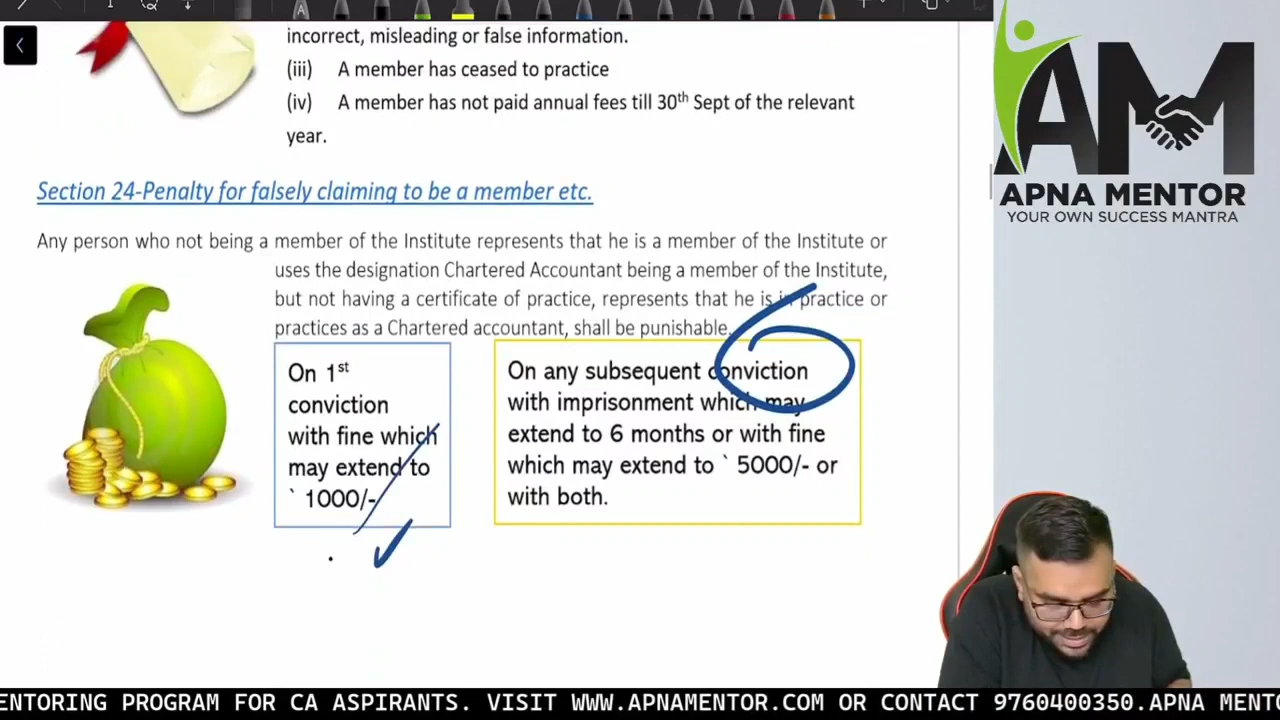 incorrect, misleading or false information.
(iii) A member has ceased to practice
(iv) A member has not paid annual fees till 30th Sept of the relevant
year.
Section 24-Penalty for falsely claiming to be a member etc.
Any person who not being a member of the Institute represents that he is a member of the Institute or
uses the designation Chartered Accountant being a member of the Institute,
but not having a certificate of practice, represents that he is in practice or
practices as a Chartered accountant, shall be punishable.
On 1st
conviction
with fine which
may extend to
` 1000/-
On any subsequent conviction
with imprisonment which may
extend to 6 months or with fine
which may extend to ` 5000/- or
with both.
AM
APNA MENTOR
YOUR OWN SUCCESS MANTRA
ENTORING PROGRAM FOR CA ASPIRANTS. VISIT WWW.APNAMENTOR.COM OR CONTACT 9760400350.APNA MENT